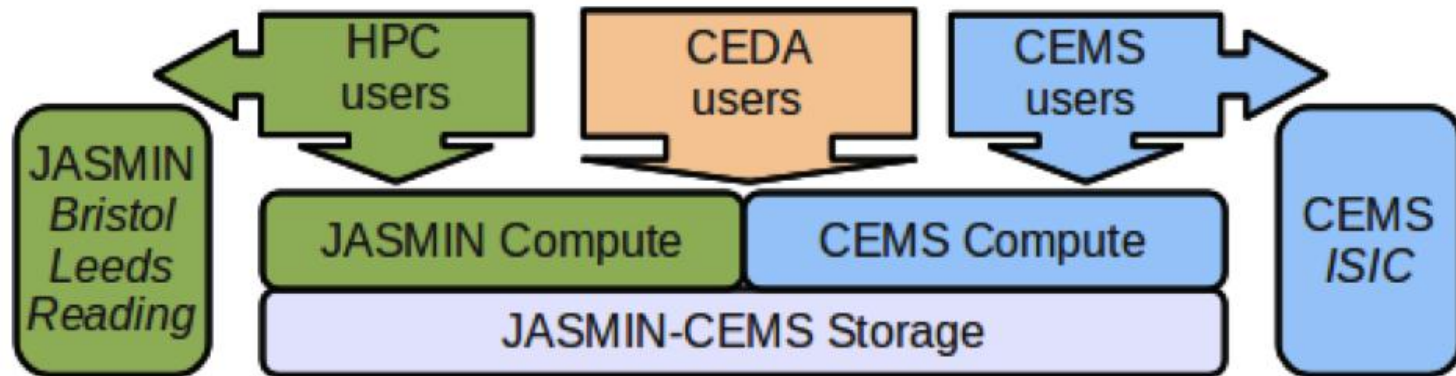 HPC
users
CEDA
users
CEMS
users
JASMIN
Bristol
Leeds
Reading
JASMIN Compute
CEMS Compute
JASMIN-CEMS Storage
CEMS
ISIC